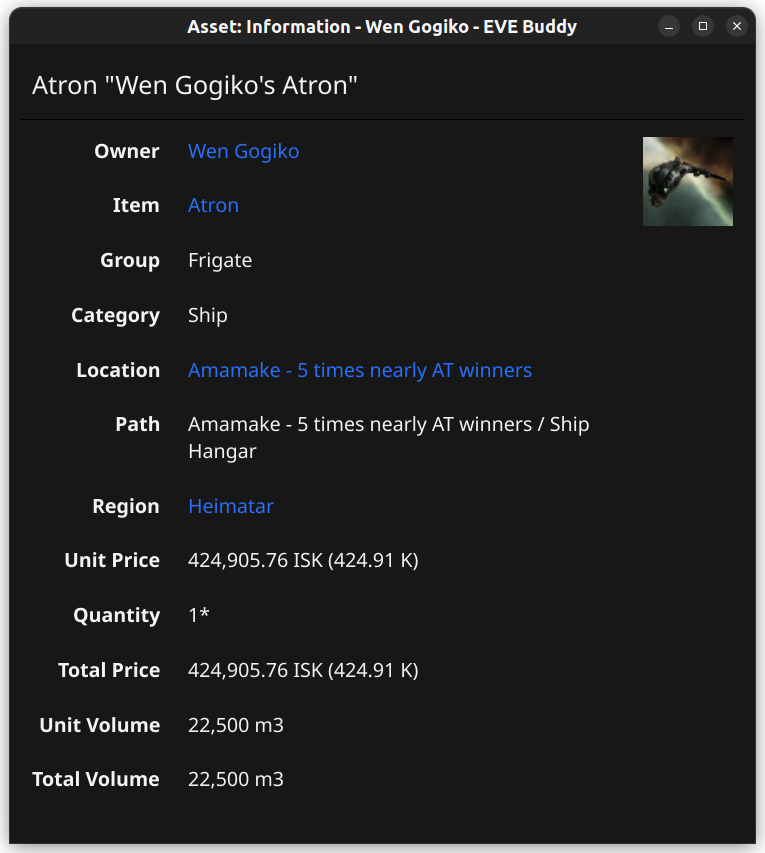 Asset: Information - Wen Gogiko - EVE Buddy
Atron "Wen Gogiko's Atron"
Owner Wen Gogiko
Item Atron
Group Frigate
Category Ship
Location Amamake - 5 times nearly AT winners
Path Amamake - 5 times nearly AT winners / Ship
Hangar
Region Heimatar
Unit Price 424,905.76 ISK (424.91 K)
Quantity 1*
Total Price 424,905.76 ISK (424.91 K)
Unit Volume 22,500 m3
Total Volume 22,500 m3